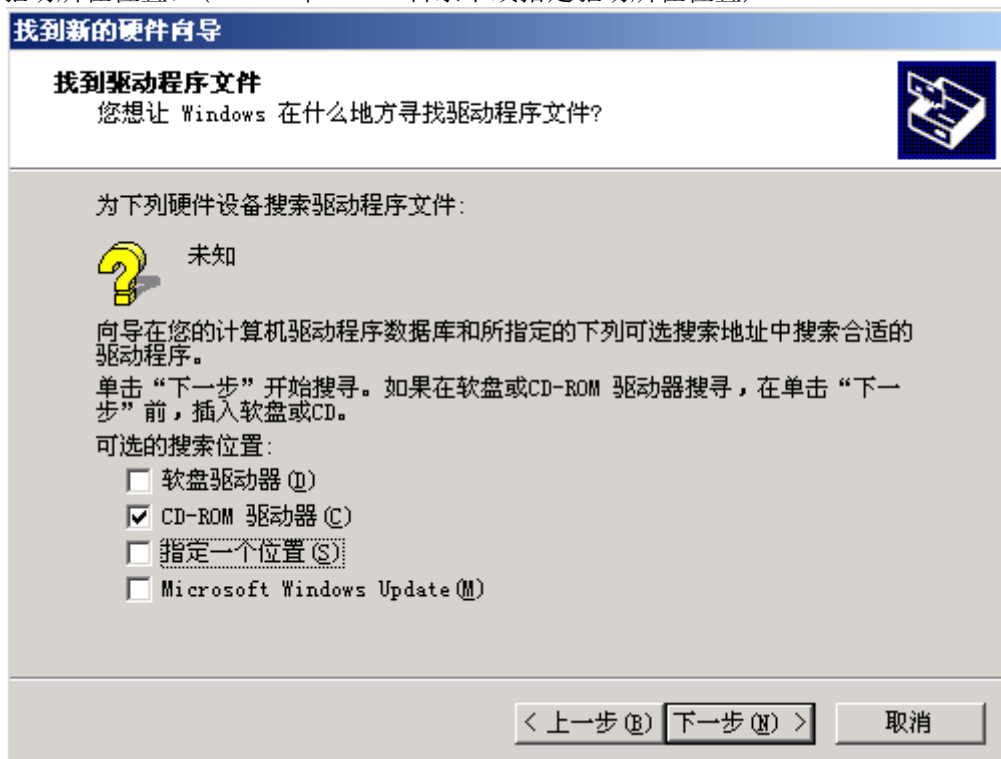 找到新的硬件向导
找到驱动程序文件
您想让 Windows 在什么地方寻找驱动程序文件?
为下列硬件设备搜索驱动程序文件:
未知
向导在您的计算机驱动程序数据库和所指定的下列可选搜索地址中搜索合适的
驱动程序。
单击“下一步”开始搜寻。如果在软盘或CD-ROM 驱动器搜寻，在单击“下一
步”前，插入软盘或CD。
可选的搜索位置:
软盘驱动器(D)
CD-ROM 驱动器(C)
指定一个位置(S)
Microsoft Windows Update(M)
< 上一步(B) 下一步(N) > 取消